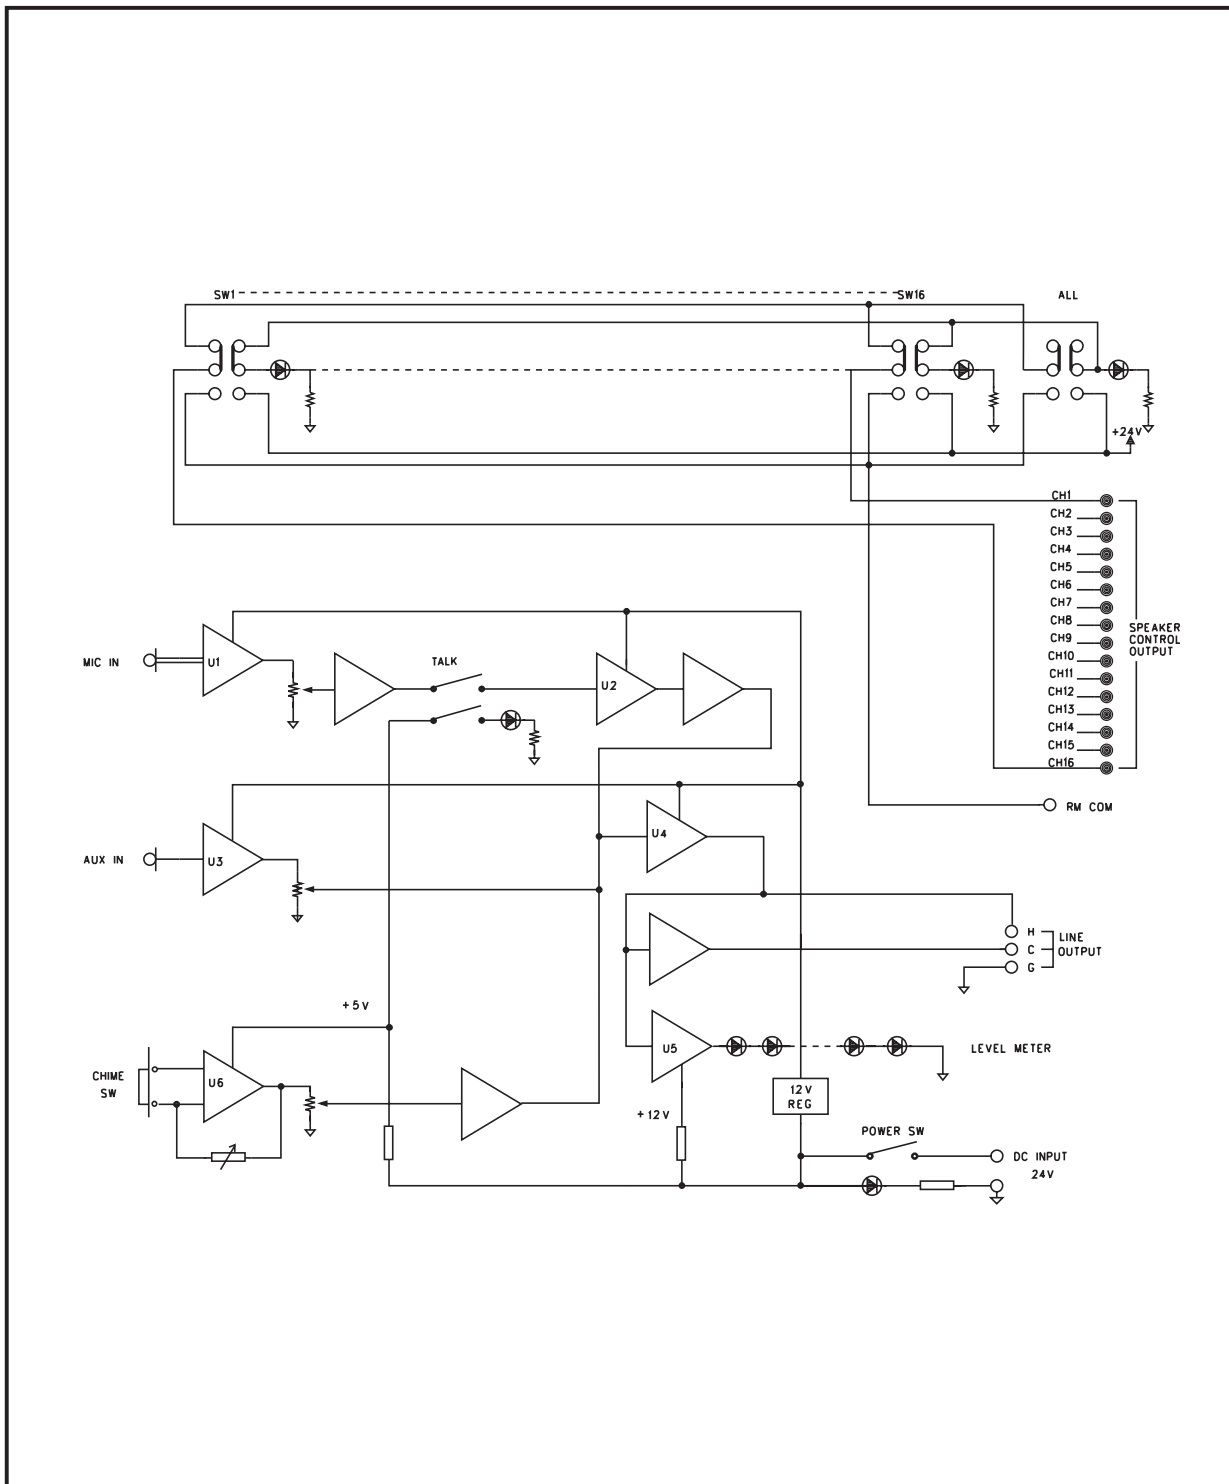 SW1
SW16
ALL
+24V
CH1
CH2
CH3
CH4
CH5
CH6
CH7
CH8
CH9
CH10
CH11
CH12
CH13
CH14
CH15
CH16
SPEAKER
CONTROL
OUTPUT
RM COM
MIC IN
U1
TALK
U2
AUX IN
U3
U4
H
C
G
LINE
OUTPUT
+5V
CHIME
SW
U6
U5
LEVEL METER
+12V
12V
REG
POWER SW
DC INPUT
24V